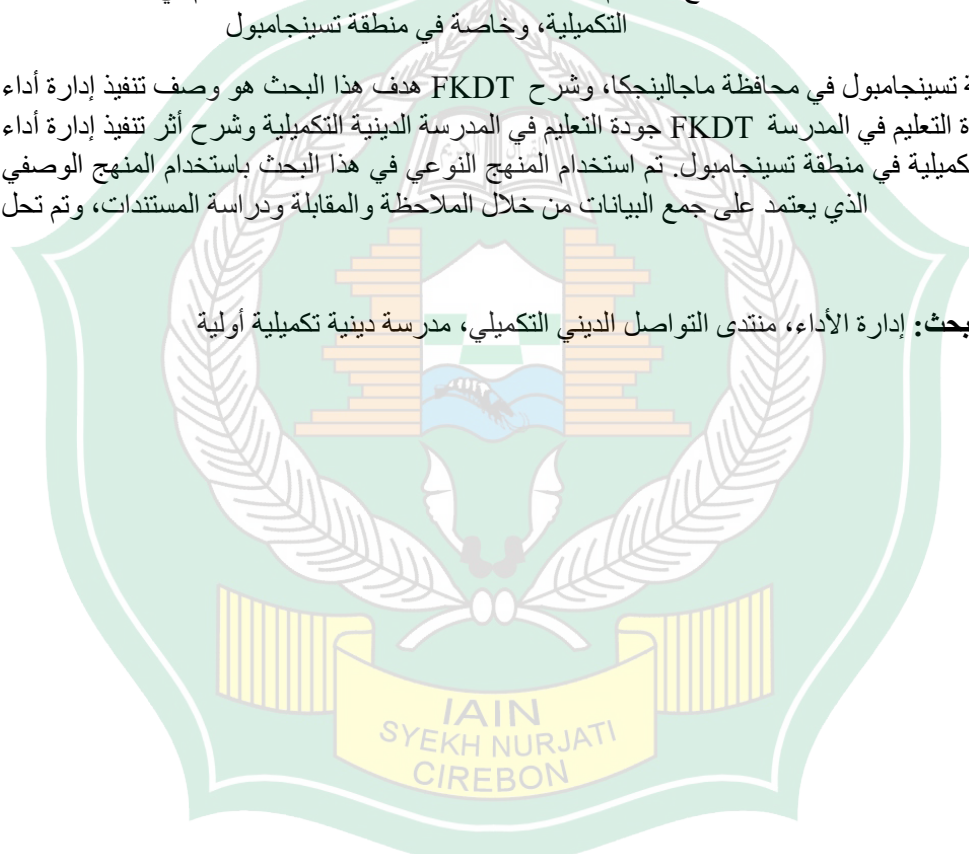 التكميلية، وخاصة في منطقة تسينجامبول
ة تسينجامبول في محافظة ماجالينجكا، وشرح FKDT هدف هذا البحث هو وصف تنفيذ إدارة أداء
ة التعليم في المدرسة FKDT جودة التعليم في المدرسة الدينية التكميلية وشرح أثر تنفيذ إدارة أداء
كميلية في منطقة تسينجامبول. تم استخدام المنهج النوعي في هذا البحث باستخدام المنهج الوصفي
الذي يعتمد على جمع البيانات من خلال الملاحظة والمقابلة ودراسة المستندات، وتم تحل
بحث: إدارة الأداء، منتدى التواصل الديني التكميلي، مدرسة دينية تكميلية أولية
IAIN
SYEKH NURJATI
CIREBON